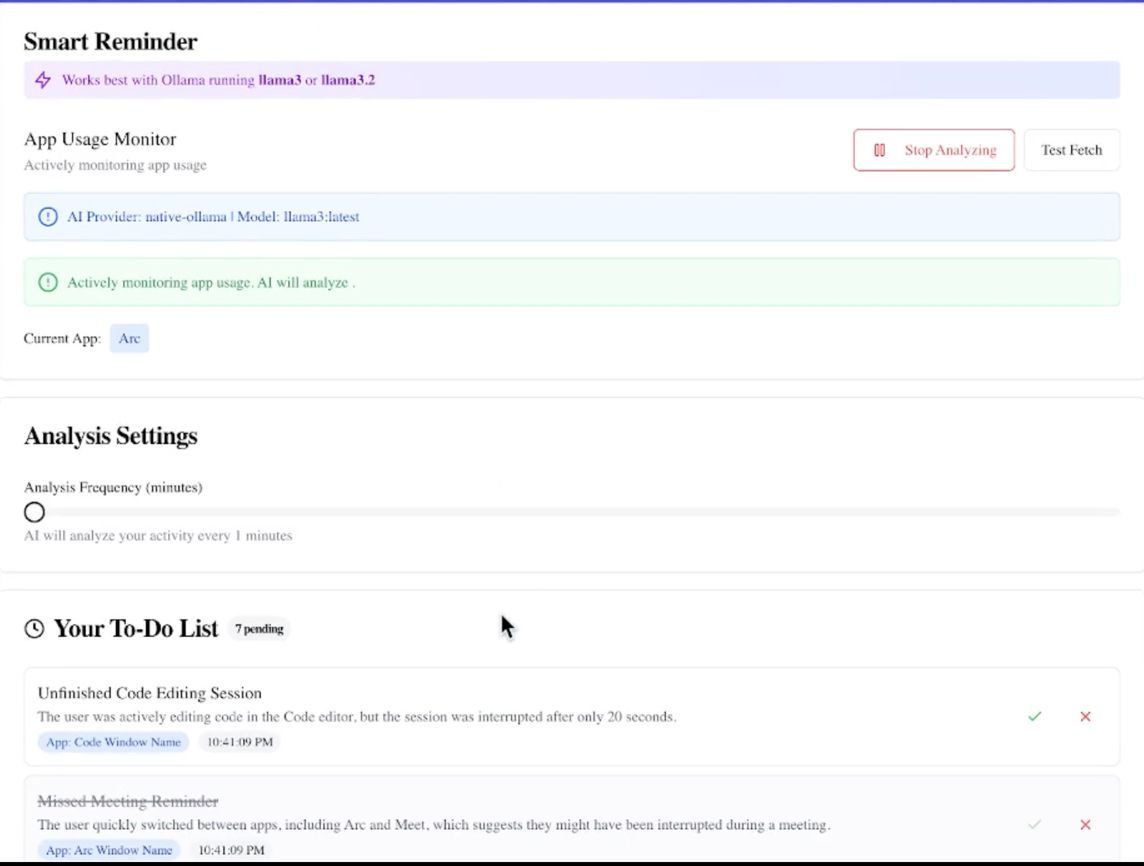 Smart Reminder
Works best with Ollama running llama3 or llama3.2
App Usage Monitor
Actively monitoring app usage
Stop Analyzing
Test Fetch
AI Provider: native-ollama | Model: llama3:latest
Actively monitoring app usage. AI will analyze .
Current App: Arc
Analysis Settings
Analysis Frequency (minutes)
AI will analyze your activity every 1 minutes
Your To-Do List 7 pending
Unfinished Code Editing Session
The user was actively editing code in the Code editor, but the session was interrupted after only 20 seconds.
App: Code Window Name 10:41:09 PM
Missed Meeting Reminder
The user quickly switched between apps, including Arc and Meet, which suggests they might have been interrupted during a meeting.
App: Arc Window Name 10:41:09 PM